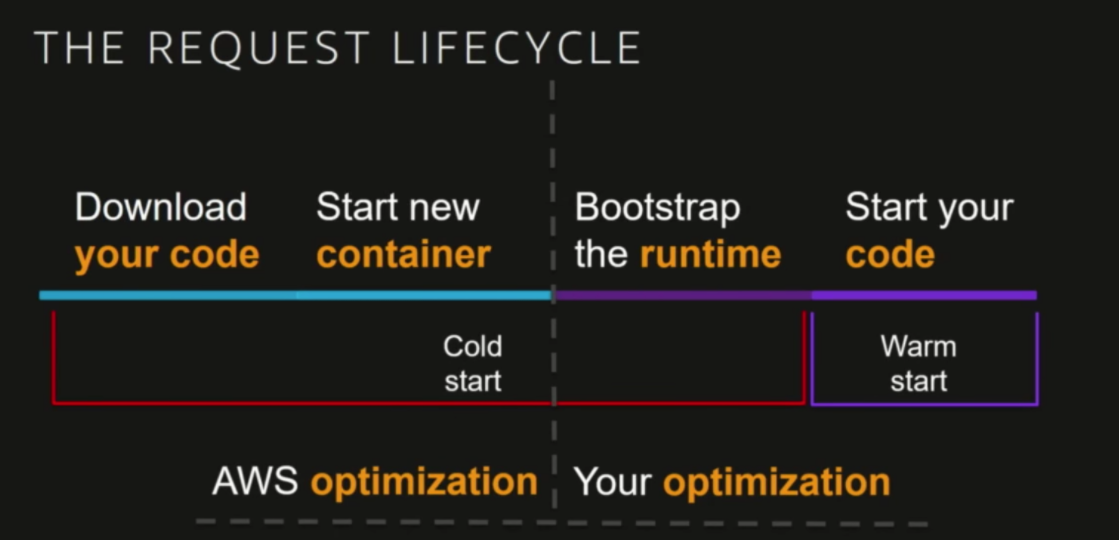 THE REQUEST LIFECYCLE
Download
your code
Start new
container
Bootstrap
the runtime
Start your
code
Cold
start
Warm
start
AWS optimization
Your optimization